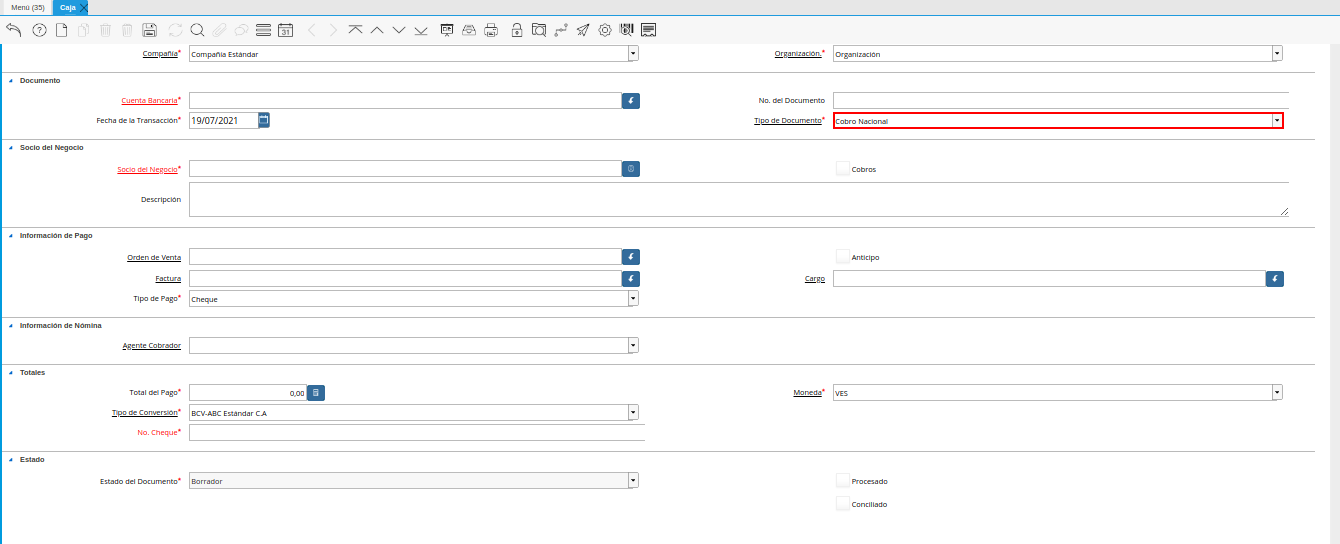 Menú (35) Caja
31
Compañía* Compañía Estándar Organización.* Organización
Documento
Cuenta Bancaria* No. del Documento
Fecha de la Transacción* 19/07/2021 Tipo de Documento* Cobro Nacional
Socio del Negocio
Socio del Negocio* Cobros
Descripción
Información de Pago
Orden de Venta Anticipo
Factura Cargo
Tipo de Pago* Cheque
Información de Nómina
Agente Cobrador
Totales
Total del Pago* 0,00 Moneda* VES
Tipo de Conversión* BCV-ABC Estándar C.A
No. Cheque*
Estado
Estado del Documento* Borrador Procesado
Conciliado